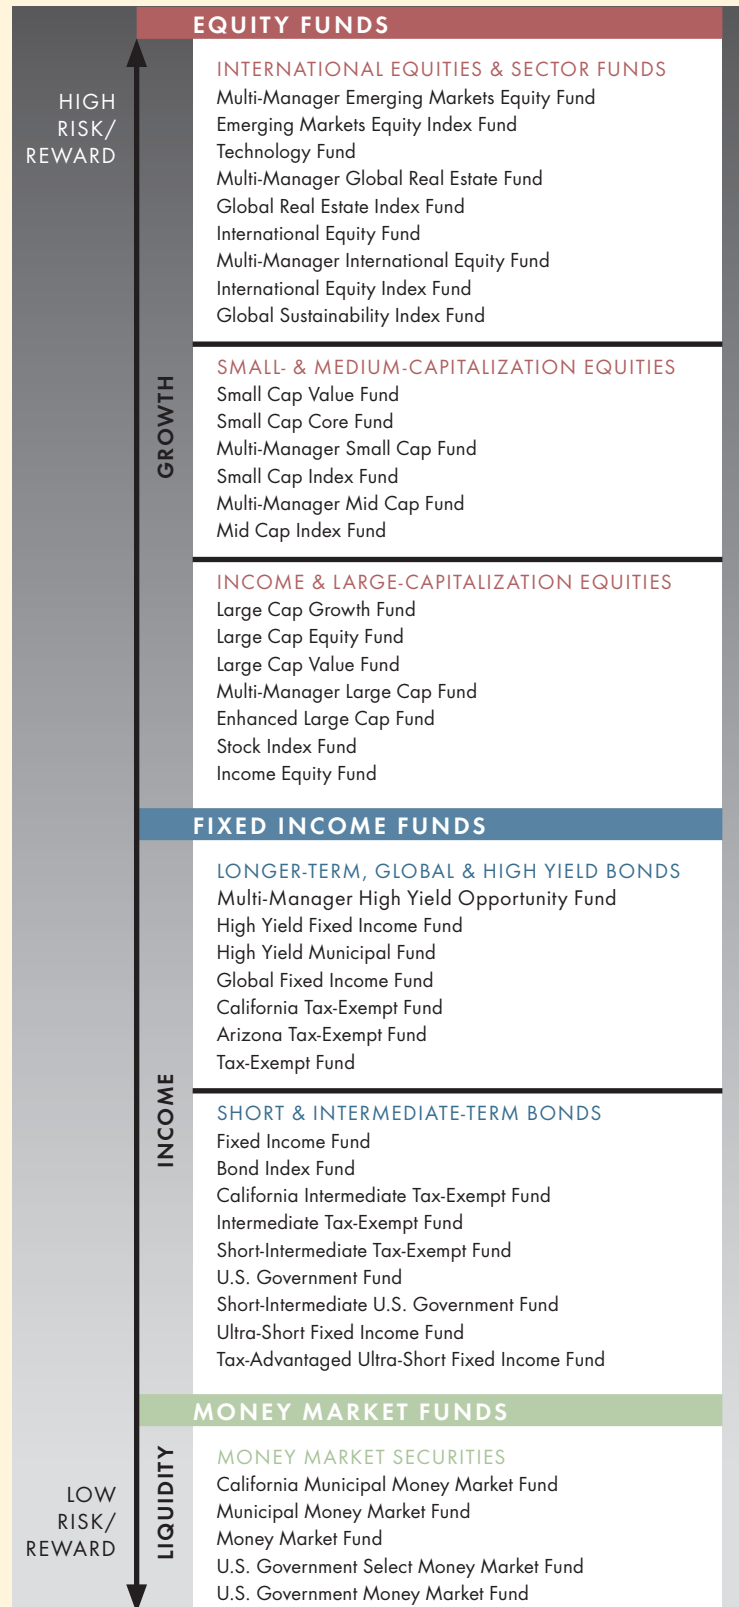 EQUITY FUNDS
HIGH
RISK/
REWARD
GROWTH
INTERNATIONAL EQUITIES & SECTOR FUNDS
Multi-Manager Emerging Markets Equity Fund
Emerging Markets Equity Index Fund
Technology Fund
Multi-Manager Global Real Estate Fund
Global Real Estate Index Fund
International Equity Fund
Multi-Manager International Equity Fund
International Equity Index Fund
Global Sustainability Index Fund
SMALL- & MEDIUM-CAPITALIZATION EQUITIES
Small Cap Value Fund
Small Cap Core Fund
Multi-Manager Small Cap Fund
Small Cap Index Fund
Multi-Manager Mid Cap Fund
Mid Cap Index Fund
INCOME & LARGE-CAPITALIZATION EQUITIES
Large Cap Growth Fund
Large Cap Equity Fund
Large Cap Value Fund
Multi-Manager Large Cap Fund
Enhanced Large Cap Fund
Stock Index Fund
Income Equity Fund
FIXED INCOME FUNDS
INCOME
LONGER-TERM, GLOBAL & HIGH YIELD BONDS
Multi-Manager High Yield Opportunity Fund
High Yield Fixed Income Fund
High Yield Municipal Fund
Global Fixed Income Fund
California Tax-Exempt Fund
Arizona Tax-Exempt Fund
Tax-Exempt Fund
SHORT & INTERMEDIATE-TERM BONDS
Fixed Income Fund
Bond Index Fund
California Intermediate Tax-Exempt Fund
Intermediate Tax-Exempt Fund
Short-Intermediate Tax-Exempt Fund
U.S. Government Fund
Short-Intermediate U.S. Government Fund
Ultra-Short Fixed Income Fund
Tax-Advantaged Ultra-Short Fixed Income Fund
MONEY MARKET FUNDS
LOW
RISK/
REWARD
LIQUIDITY
MONEY MARKET SECURITIES
California Municipal Money Market Fund
Municipal Money Market Fund
Money Market Fund
U.S. Government Select Money Market Fund
U.S. Government Money Market Fund